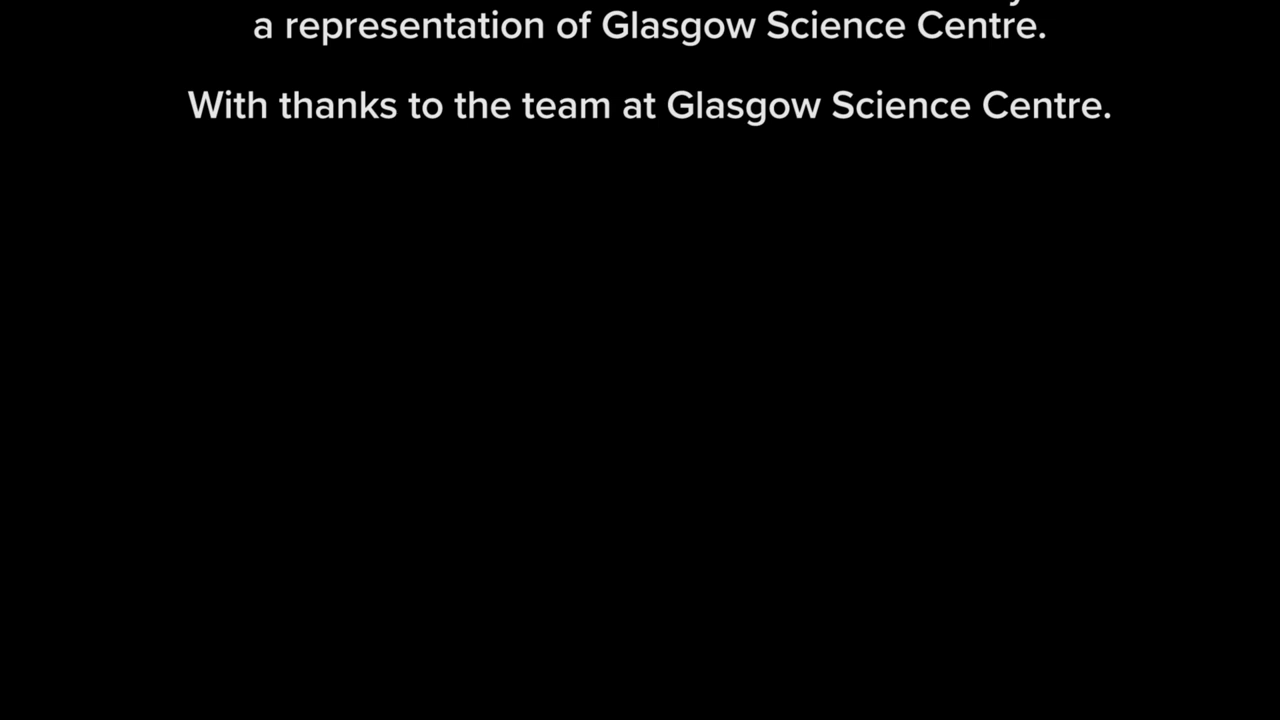 a representation of Glasgow Science Centre.
With thanks to the team at Glasgow Science Centre.